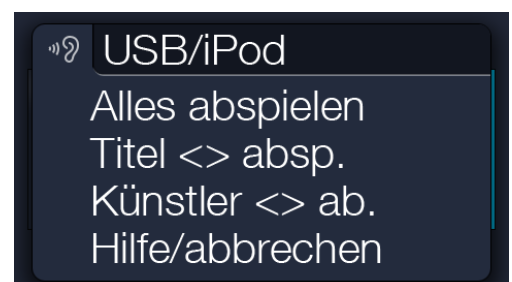 USB/iPod
Alles abspielen
Titel <> absp.
Künstler <> ab.
Hilfe/abbrechen